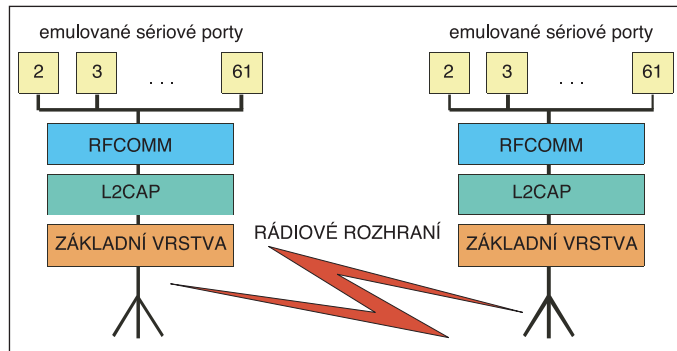 emulované sériové porty
2 3 . . . 61
RFCOMM
L2CAP
ZÁKLADNÍ VRSTVA
RÁDIOVÉ ROZHRANÍ
emulované sériové porty
2 3 . . . 61
RFCOMM
L2CAP
ZÁKLADNÍ VRSTVA